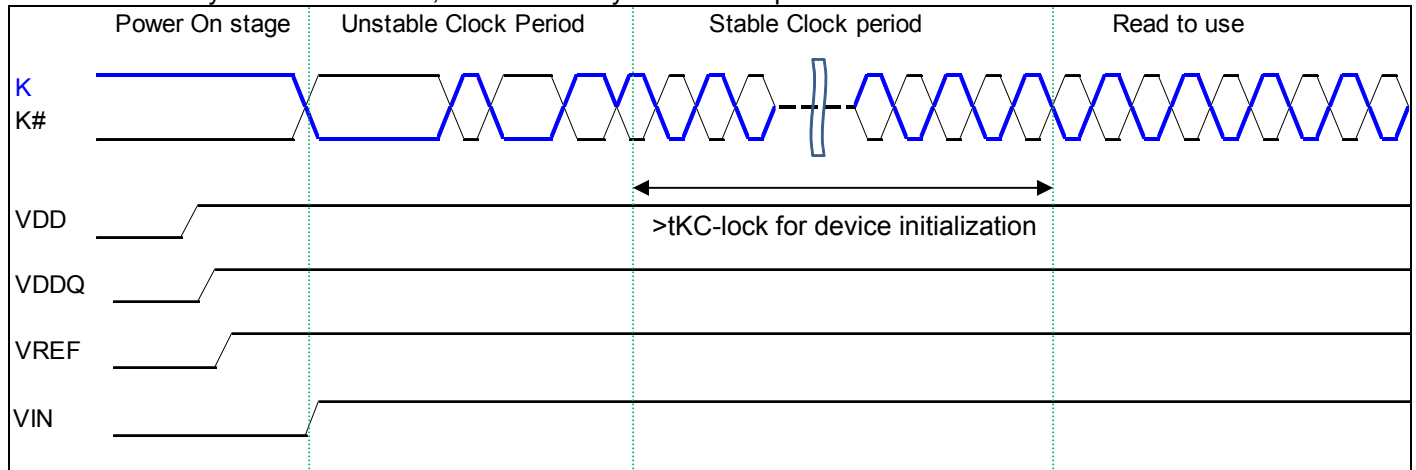 Power On stage Unstable Clock Period Stable Clock period Read to use
K
K#
VDD
>tKC-lock for device initialization
VDDQ
VREF
VIN